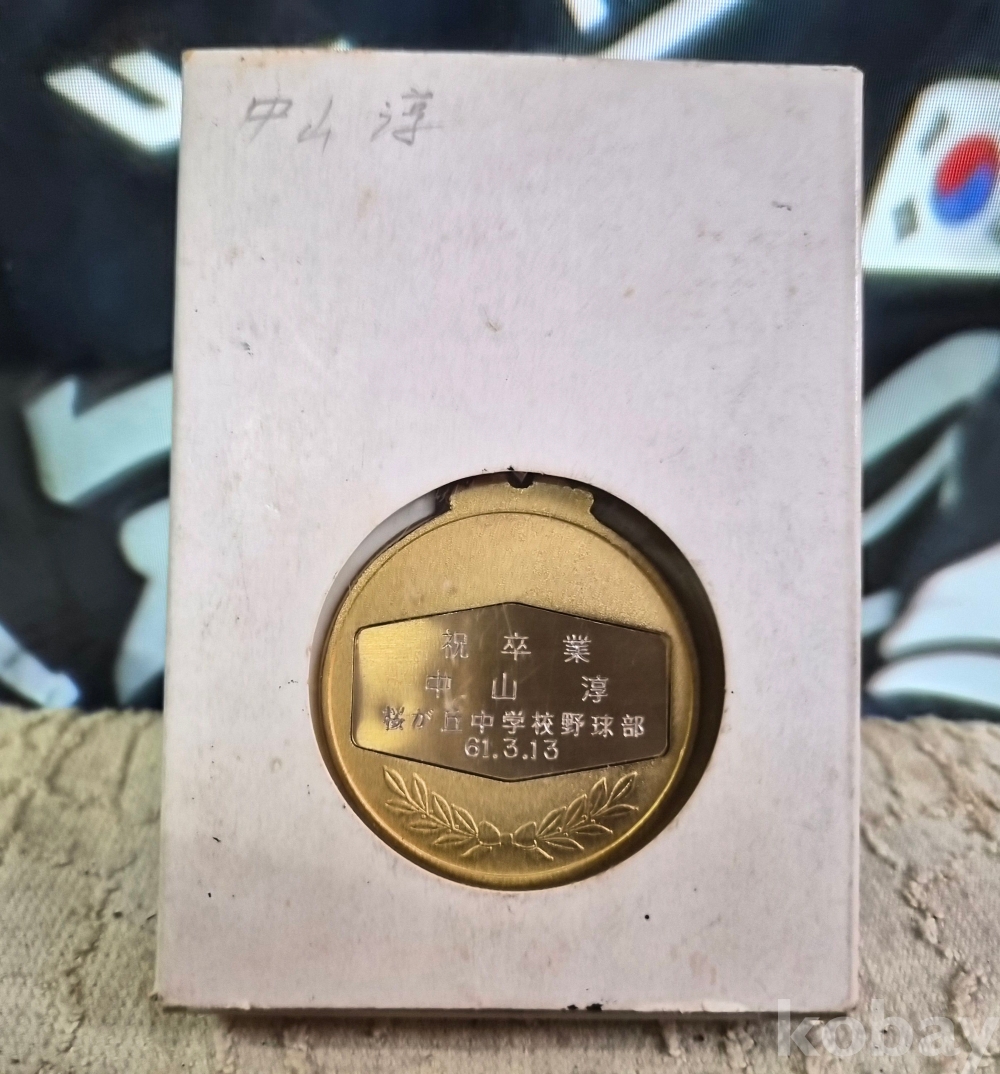 中山 淳
祝卒業
中山淳
桜が丘中学校野球部
61.3.13
kobay